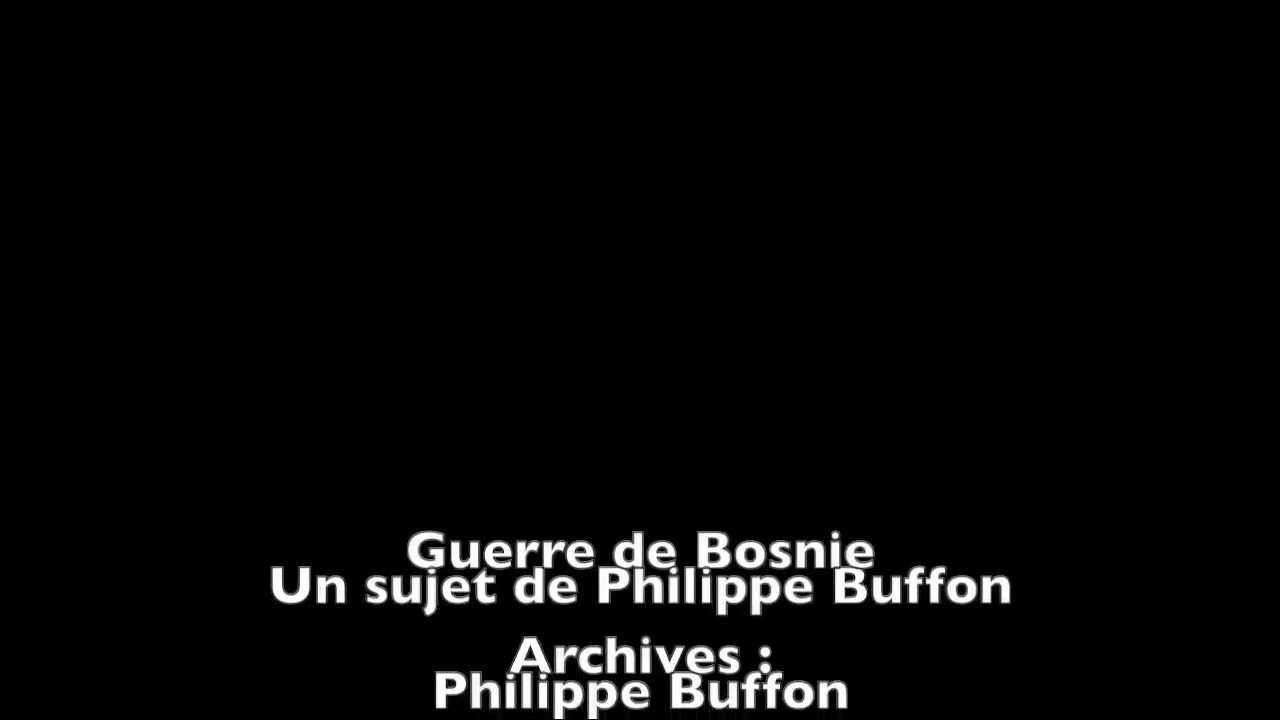 Guerre de Bosnie
Un sujet de Philippe Buffon
Archives :
Philippe Buffon